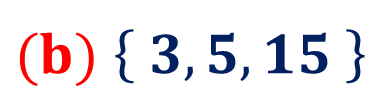 (b) { 3, 5, 15 }